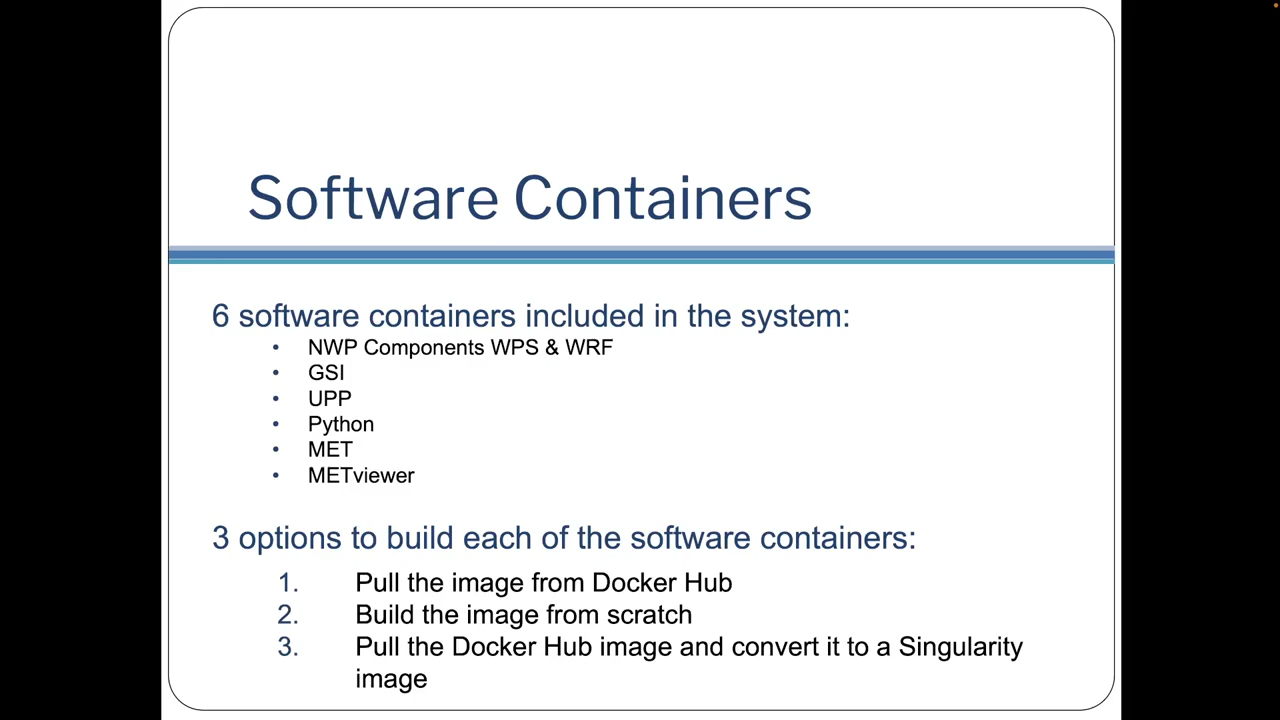 Software Containers
6 software containers included in the system:
• NWP Components WPS & WRF
• GSI
• UPP
• Python
• MET
• METviewer
3 options to build each of the software containers:
1. Pull the image from Docker Hub
2. Build the image from scratch
3. Pull the Docker Hub image and convert it to a Singularity
image